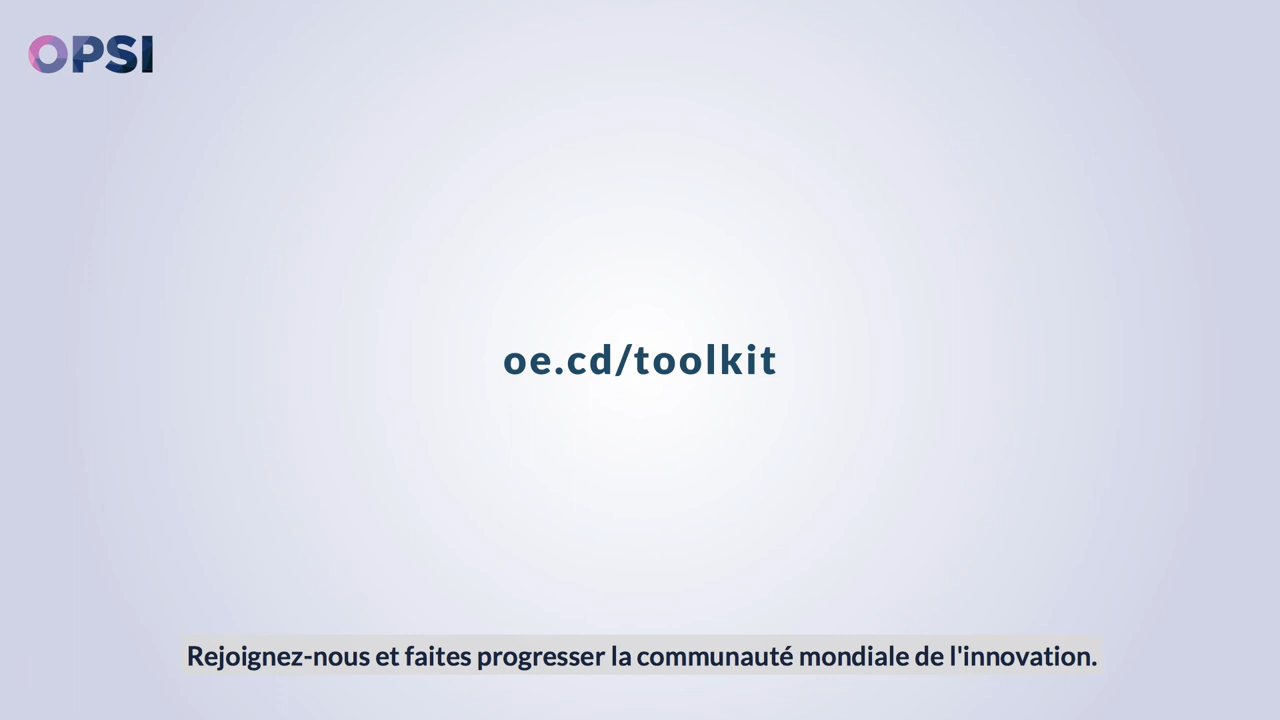 OPSI
oe.cd/toolkit
Rejoignez-nous et faites progresser la communauté mondiale de l'innovation.